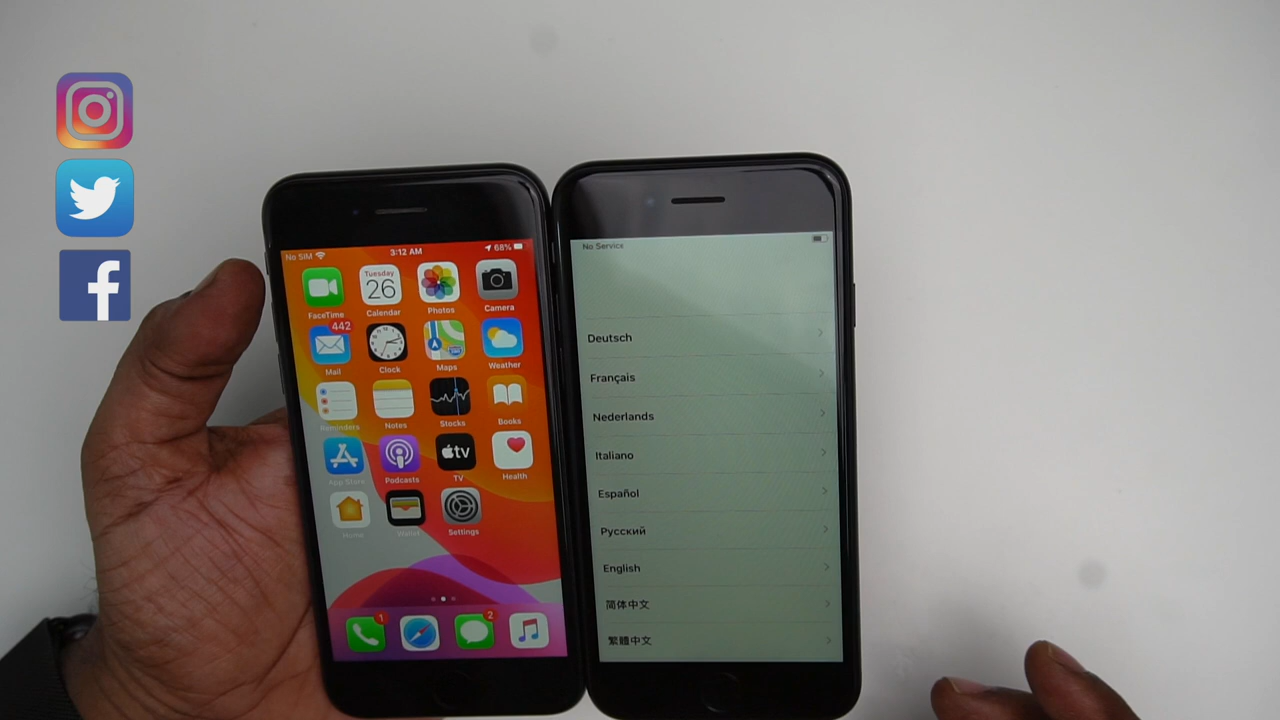 No SIM
3:12 AM
68%
FaceTime
Tuesday
26
Calendar
Photos
Camera
442
Mail
Clock
Maps
Weather
Reminders
Notes
Stocks
Books
App Store
Podcasts
tv
TV
Health
Home
Wallet
Settings
1
2
No Service
Deutsch
Français
Nederlands
Italiano
Español
Русский
English
简体中文
繁體中文